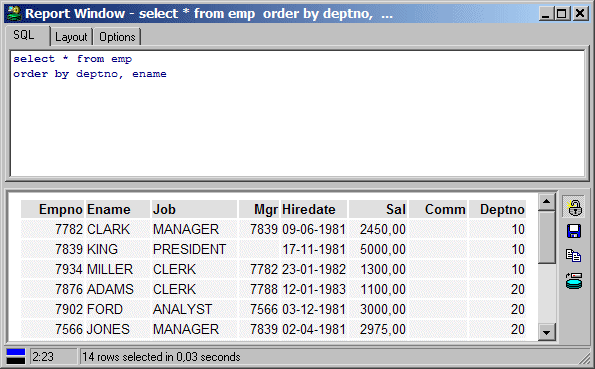 Report Window - select * from emp  order by deptno,  ...
SQL Layout Options
select * from emp
order by deptno, ename
Empno Ename Job Mgr Hiredate Sal Comm Deptno
7782 CLARK MANAGER 7839 09-06-1981 2450,00 10
7839 KING PRESIDENT 17-11-1981 5000,00 10
7934 MILLER CLERK 7782 23-01-1982 1300,00 10
7876 ADAMS CLERK 7788 12-01-1983 1100,00 20
7902 FORD ANALYST 7566 03-12-1981 3000,00 20
7566 JONES MANAGER 7839 02-04-1981 2975,00 20
2:23 14 rows selected in 0,03 seconds